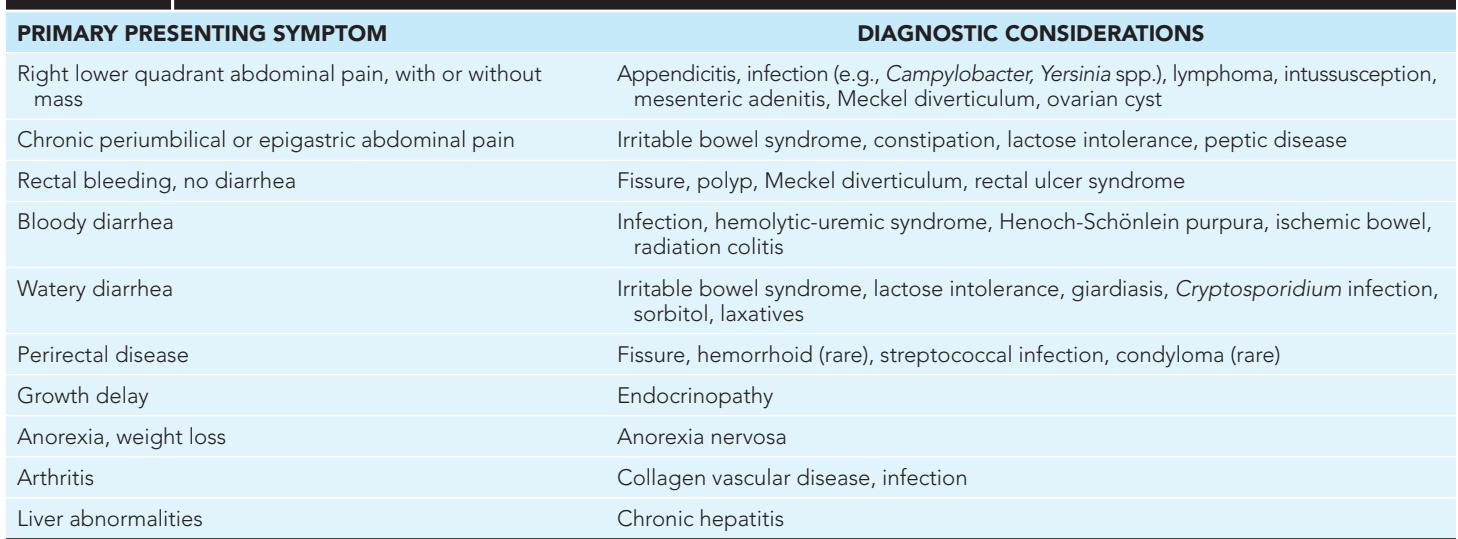 PRIMARY PRESENTING SYMPTOM DIAGNOSTIC CONSIDERATIONS
Right lower quadrant abdominal pain, with or without Appendicitis, infection (e.g., Campylobacter, Yersinia spp.), lymphoma, intussusception,
mass mesenteric adenitis, Meckel diverticulum, ovarian cyst
Chronic periumbilical or epigastric abdominal pain Irritable bowel syndrome, constipation, lactose intolerance, peptic disease
Rectal bleeding, no diarrhea Fissure, polyp, Meckel diverticulum, rectal ulcer syndrome
Bloody diarrhea Infection, hemolytic-uremic syndrome, Henoch-Schönlein purpura, ischemic bowel,
radiation colitis
Watery diarrhea Irritable bowel syndrome, lactose intolerance, giardiasis, Cryptosporidium infection,
sorbitol, laxatives
Perirectal disease Fissure, hemorrhoid (rare), streptococcal infection, condyloma (rare)
Growth delay Endocrinopathy
Anorexia, weight loss Anorexia nervosa
Arthritis Collagen vascular disease, infection
Liver abnormalities Chronic hepatitis